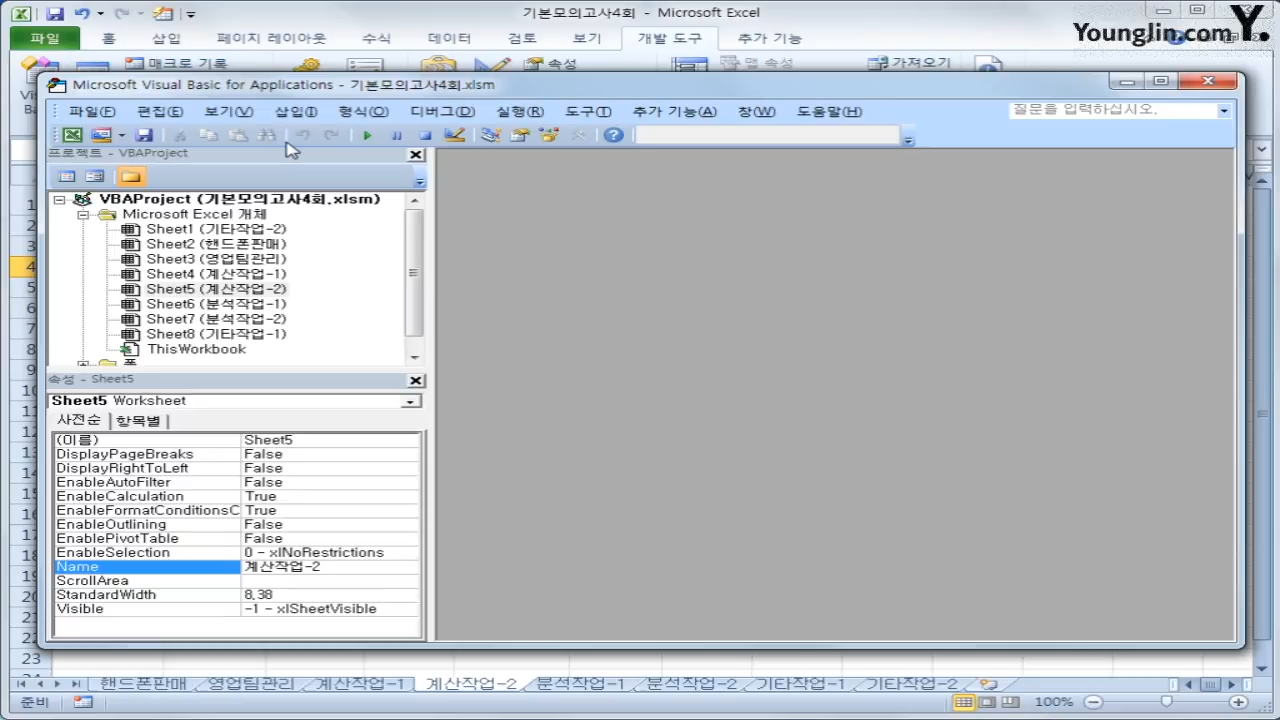 기본모의고사4회 - Microsoft Excel
Younglin.com Y.
파일 홈 삽입 페이지 레이아웃 수식 데이터 검토 보기 개발 도구 추가 기능
매크로 기록 속성 맵 속성 가져오기
Microsoft Visual Basic for Applications - 기본모의고사4회.xlsm
파일(F) 편집(E) 보기(V) 삽입(I) 형식(O) 디버그(D) 실행(R) 도구(T) 추가 기능(A) 창(W) 도움말(H) 질문을 입력하십시오.
프로젝트 - VBAProject
VBAProject (기본모의고사4회.xlsm)
Microsoft Excel 개체
Sheet1 (기타작업-2)
Sheet2 (핸드폰판매)
Sheet3 (영업팀관리)
Sheet4 (계산작업-1)
Sheet5 (계산작업-2)
Sheet6 (분석작업-1)
Sheet7 (분석작업-2)
Sheet8 (기타작업-1)
ThisWorkbook
속성 - Sheet5
Sheet5 Worksheet
사전순 항목별
(이름) Sheet5
DisplayPageBreaks False
DisplayRightToLeft False
EnableAutoFilter False
EnableCalculation True
EnableFormatConditionsC True
EnableOutlining False
EnablePivotTable False
EnableSelection 0 - xlNoRestrictions
Name 계산작업-2
ScrollArea
StandardWidth 8.38
Visible -1 - xlSheetVisible
23
핸드폰판매 영업팀관리 계산작업-1 계산작업-2 분석작업-1 분석작업-2 기타작업-1 기타작업-2
준비 100%